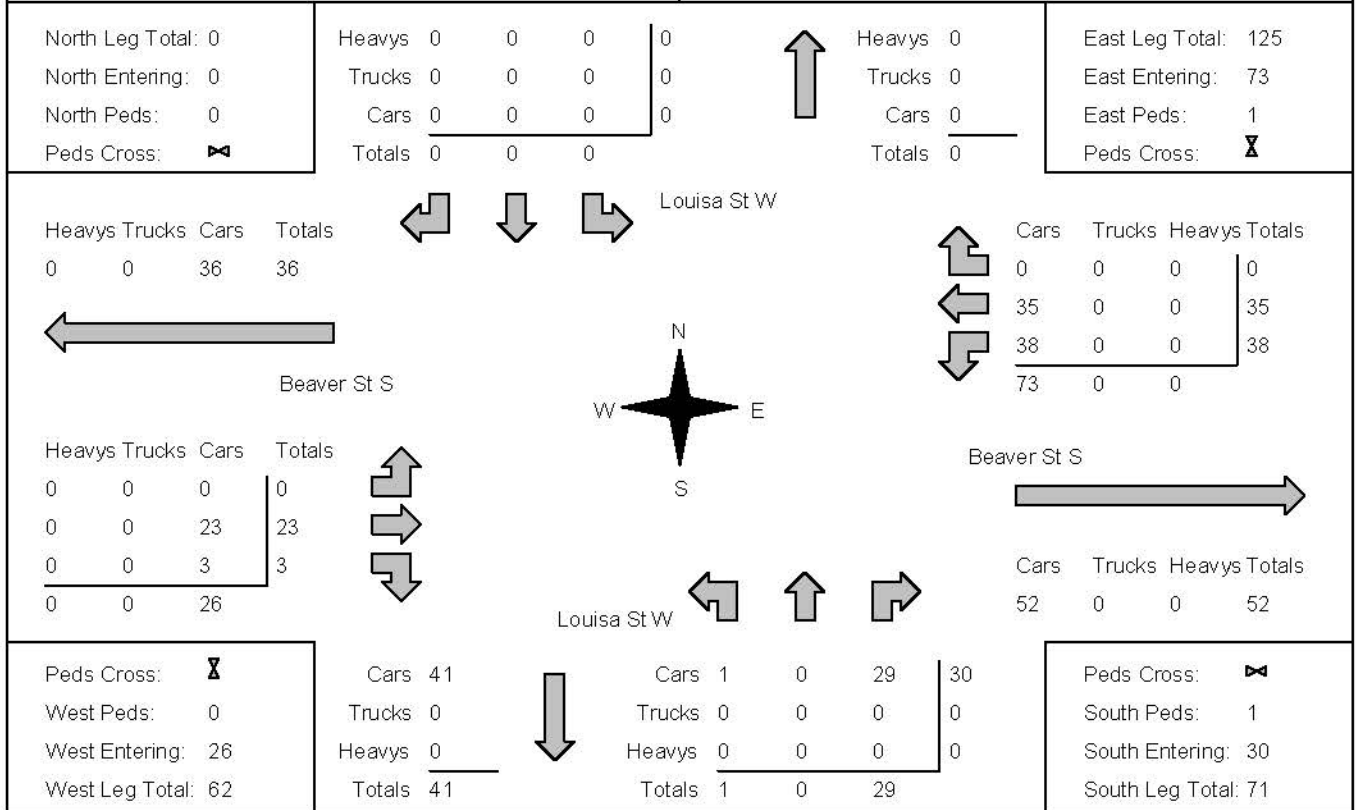 North Leg Total: 0
North Entering: 0
North Peds: 0
Peds Cross:
Heavys 0 0 0 0
Trucks 0 0 0 0
Cars 0 0 0 0
Totals 0 0 0
Heavys 0
Trucks 0
Cars 0
Totals 0
East Leg Total: 125
East Entering: 73
East Peds: 1
Peds Cross:
Louisa St W
Heavys Trucks Cars Totals
0 0 36 36
Cars Trucks Heavys Totals
0 0 0 0
35 0 0 35
38 0 0 38
73 0 0
Beaver St S
N
W E
S
Heavys Trucks Cars Totals
0 0 0 0
0 0 23 23
0 0 3 3
0 0 26
Beaver St S
Cars Trucks Heavys Totals
52 0 0 52
Louisa St W
Peds Cross:
West Peds: 0
West Entering: 26
West Leg Total: 62
Cars 41
Trucks 0
Heavys 0
Totals 41
Cars 1 0 29 30
Trucks 0 0 0 0
Heavys 0 0 0 0
Totals 1 0 29
Peds Cross:
South Peds: 1
South Entering: 30
South Leg Total: 71